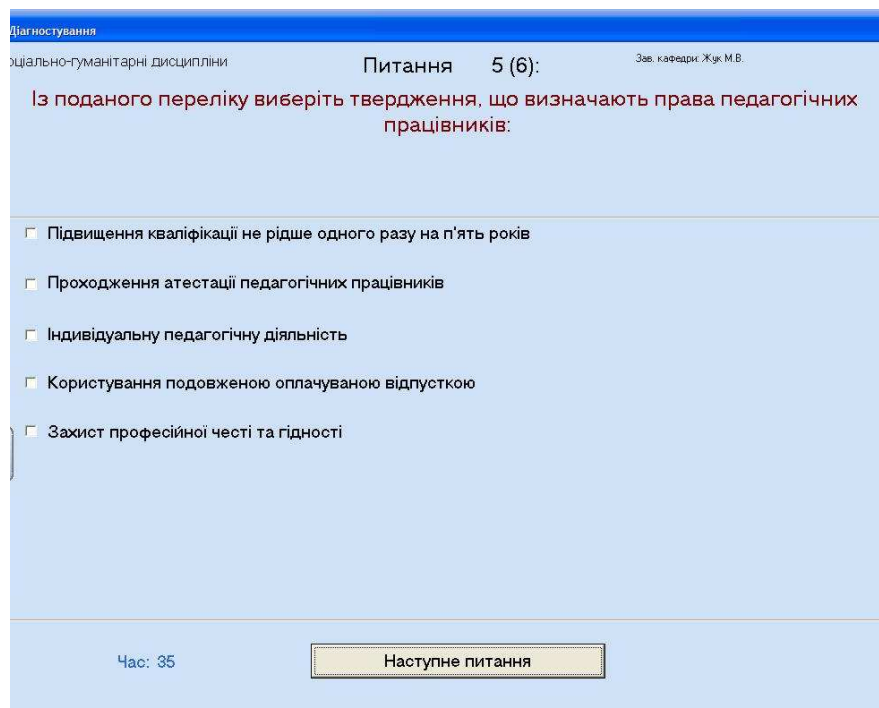 Діагностування
оціально-гуманітарні дисципліни
Питання 5 (6):
Зав. кафедри: Жук М.В.
Із поданого переліку виберіть твердження, що визначають права педагогічних
працівників:
Підвищення кваліфікації не рідше одного разу на п'ять років
Проходження атестації педагогічних працівників
Індивідуальну педагогічну діяльність
Користування подовженою оплачуваною відпусткою
Захист професійної честі та гідності
Час: 35
Наступне питання